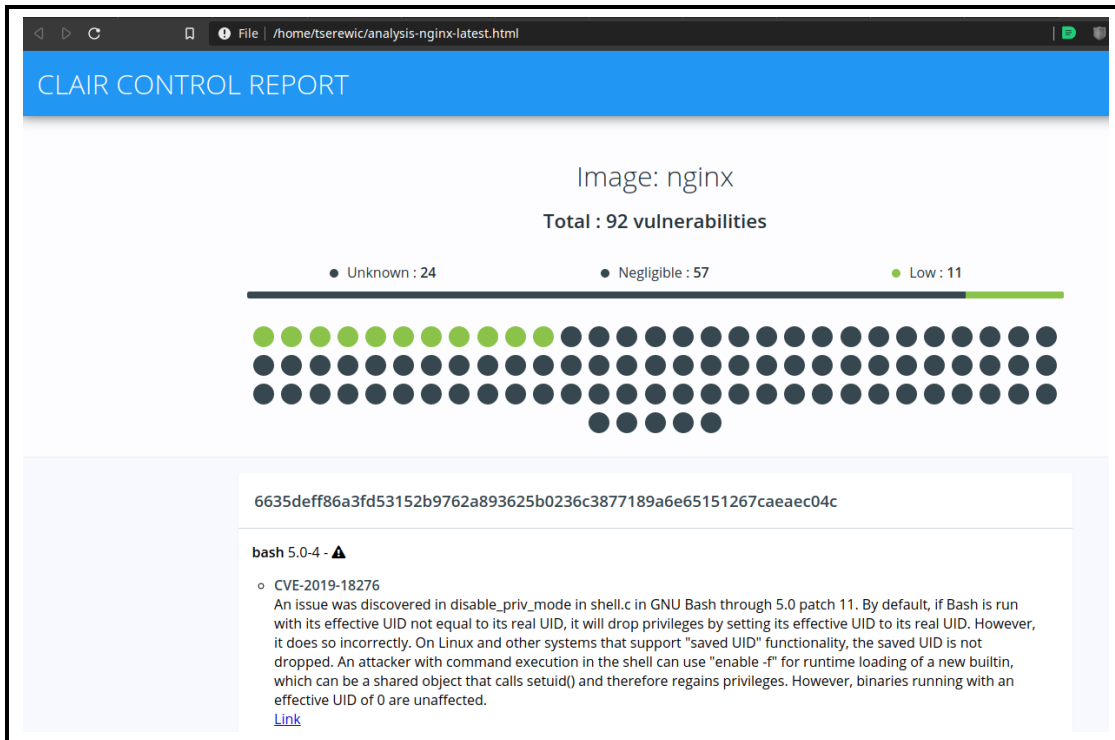 File | /home/tserewic/analysis-nginx-latest.html
CLAIR CONTROL REPORT
Image: nginx
Total : 92 vulnerabilities
Unknown : 24
Negligible : 57
Low : 11
6635deff86a3fd53152b9762a893625b0236c3877189a6e65151267caeaec04c
bash 5.0-4 -
CVE-2019-18276
An issue was discovered in disable_priv_mode in shell.c in GNU Bash through 5.0 patch 11. By default, if Bash is run
with its effective UID not equal to its real UID, it will drop privileges by setting its effective UID to its real UID. However,
it does so incorrectly. On Linux and other systems that support "saved UID" functionality, the saved UID is not
dropped. An attacker with command execution in the shell can use "enable -f" for runtime loading of a new builtin,
which can be a shared object that calls setuid() and therefore regains privileges. However, binaries running with an
effective UID of 0 are unaffected.
Link